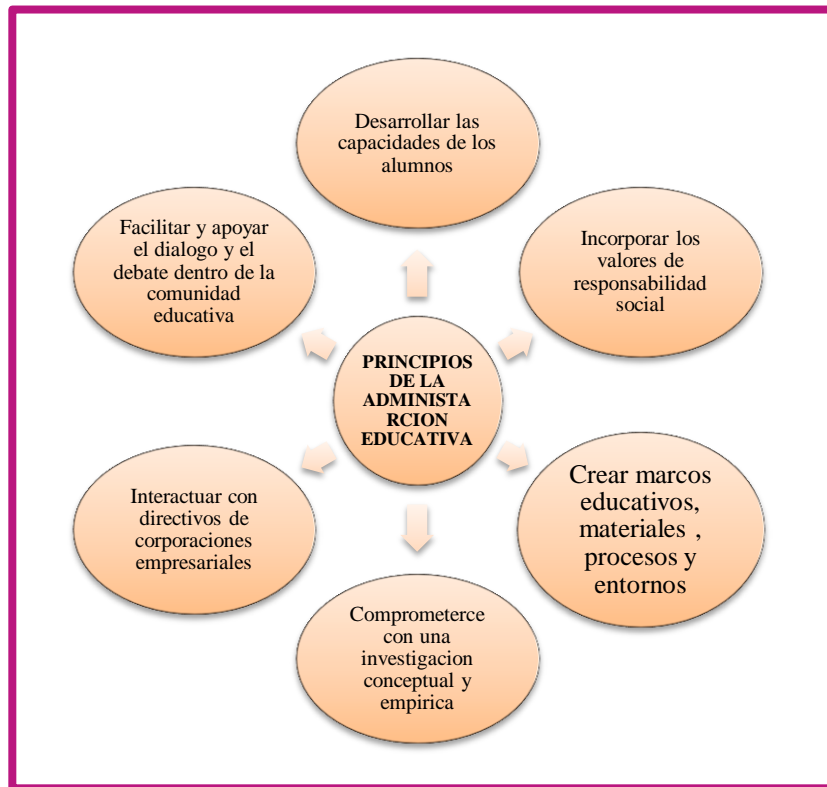 Desarrollar las
capacidades de los
alumnos
Facilitar y apoyar
el dialogo y el
debate dentro de la
comunidad
educativa
Incorporar los
valores de
responsabilidad
social
PRINCIPIOS
DE LA
ADMINISTA
RCION
EDUCATIVA
Interactuar con
directivos de
corporaciones
empresariales
Crear marcos
educativos,
materiales ,
procesos y
entornos
Comprometerce
con una
investigacion
conceptual y
empirica